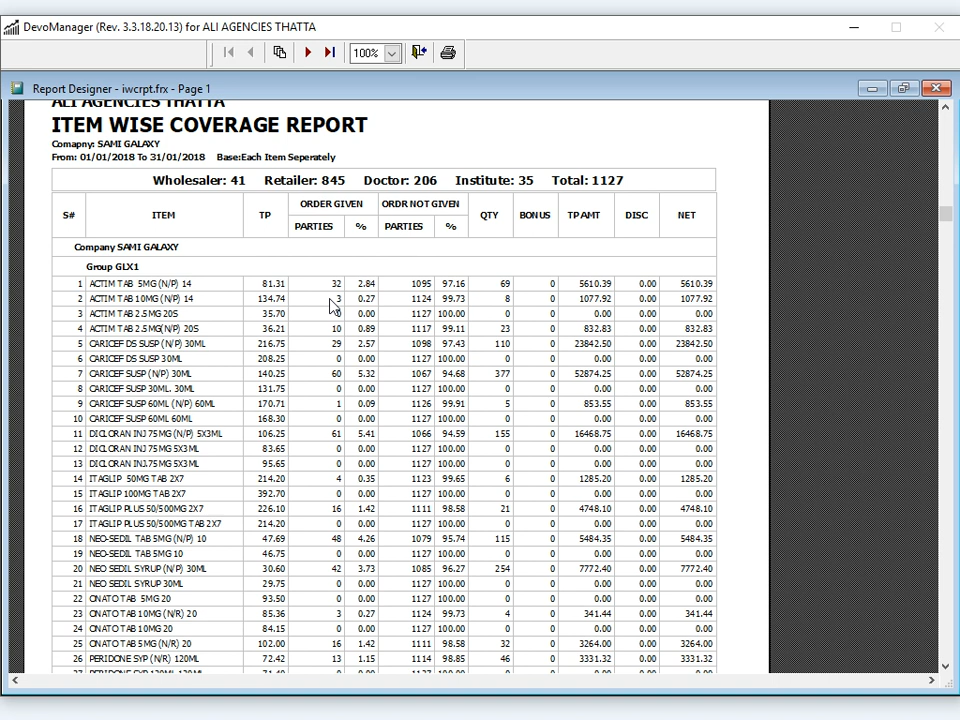 DevoManager (Rev. 3.3.18.20.13) for ALI AGENCIES THATTA
100%
Report Designer - iwcrpt.frx - Page 1
ALI AGENCIES THATTA
ITEM WISE COVERAGE REPORT
Comapny: SAMI GALAXY
From: 01/01/2018 To 31/01/2018 Base:Each Item Seperately
Wholesaler: 41 Retailer: 845 Doctor: 206 Institute: 35 Total: 1127
S# ITEM TP ORDER GIVEN ORDR NOT GIVEN QTY BONUS TP AMT DISC NET
PARTIES % PARTIES %
Company SAMI GALAXY
Group GLX1
1 ACTIM TAB 5MG (N/P) 14 81.31 32 2.84 1095 97.16 69 0 5610.39 0.00 5610.39
2 ACTIM TAB 10MG (N/P) 14 134.74 3 0.27 1124 99.73 8 0 1077.92 0.00 1077.92
3 ACTIM TAB 2.5MG 20S 35.70 0 0.00 1127 100.00 0 0 0.00 0.00 0.00
4 ACTIM TAB 2.5MG(N/P) 20S 36.21 10 0.89 1117 99.11 23 0 832.83 0.00 832.83
5 CARICEF DS SUSP (N/P) 30ML 216.75 29 2.57 1098 97.43 110 0 23842.50 0.00 23842.50
6 CARICEF DS SUSP 30ML 208.25 0 0.00 1127 100.00 0 0 0.00 0.00 0.00
7 CARICEF SUSP (N/P) 30ML 140.25 60 5.32 1067 94.68 377 0 52874.25 0.00 52874.25
8 CARICEF SUSP 30ML. 30ML 131.75 0 0.00 1127 100.00 0 0 0.00 0.00 0.00
9 CARICEF SUSP 60ML (N/P) 60ML 170.71 1 0.09 1126 99.91 5 0 853.55 0.00 853.55
10 CARICEF SUSP 60ML 60ML 168.30 0 0.00 1127 100.00 0 0 0.00 0.00 0.00
11 DICLORAN INJ 75MG (N/P) 5X3ML 106.25 61 5.41 1066 94.59 155 0 16468.75 0.00 16468.75
12 DICLORAN INJ 75MG 5X3ML 83.65 0 0.00 1127 100.00 0 0 0.00 0.00 0.00
13 DICLORAN INJ.75MG 5X3ML 95.65 0 0.00 1127 100.00 0 0 0.00 0.00 0.00
14 ITAGLIP 50MG TAB 2X7 214.20 4 0.35 1123 99.65 6 0 1285.20 0.00 1285.20
15 ITAGLIP 100MG TAB 2X7 392.70 0 0.00 1127 100.00 0 0 0.00 0.00 0.00
16 ITAGLIP PLUS 50/500MG 2X7 226.10 16 1.42 1111 98.58 21 0 4748.10 0.00 4748.10
17 ITAGLIP PLUS 50/500MG TAB 2X7 214.20 0 0.00 1127 100.00 0 0 0.00 0.00 0.00
18 NEO-SEDIL TAB 5MG (N/P) 10 47.69 48 4.26 1079 95.74 115 0 5484.35 0.00 5484.35
19 NEO-SEDIL TAB 5MG 10 46.75 0 0.00 1127 100.00 0 0 0.00 0.00 0.00
20 NEO SEDIL SYRUP (N/P) 30ML 30.60 42 3.73 1085 96.27 254 0 7772.40 0.00 7772.40
21 NEO SEDIL SYRUP 30ML 29.75 0 0.00 1127 100.00 0 0 0.00 0.00 0.00
22 ONATO TAB 5MG 20 93.50 0 0.00 1127 100.00 0 0 0.00 0.00 0.00
23 ONATO TAB 10MG (N/R) 20 85.36 3 0.27 1124 99.73 4 0 341.44 0.00 341.44
24 ONATO TAB 10MG 20 84.15 0 0.00 1127 100.00 0 0 0.00 0.00 0.00
25 ONATO TAB 5MG (N/R) 20 102.00 16 1.42 1111 98.58 32 0 3264.00 0.00 3264.00
26 PERIDONE SYP (N/R) 120ML 72.42 13 1.15 1114 98.85 46 0 3331.32 0.00 3331.32